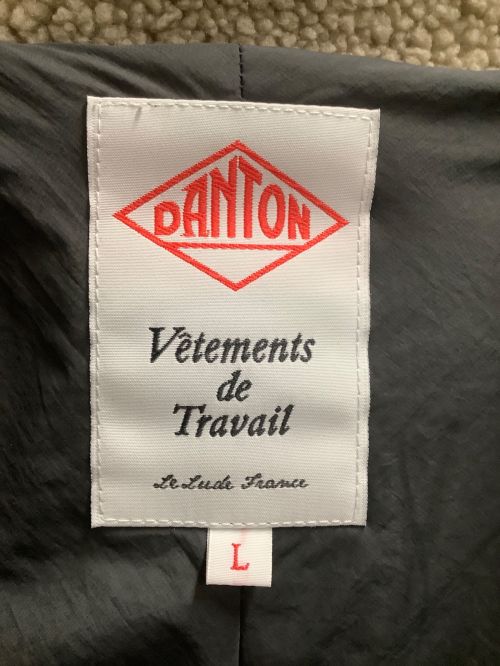 DANTON
Vêtements
de
Travail
Le Lude France
L